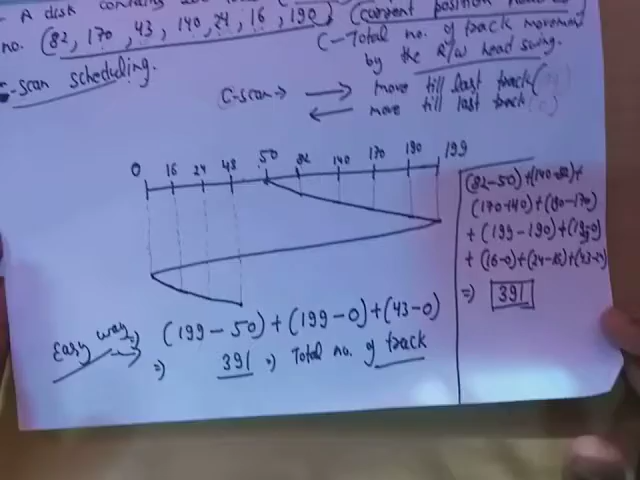 - A disk contains 200
no. (82, 170, 43, 140, 24, 16, 190) (current position
C-scan scheduling.
C-Total no. of track movement
by the R/W head swing.
C-scan → → move till last track
← move till last track
0 16 24 43 50 82 140 170 190 199
(82-50)+(140-82)+
(170-140)+(190-170)
+(199-190)+(199-0)
+(16-0)+(24-16)+(43-24)
⇒ 391
Easy way → (199-50)+(199-0)+(43-0)
⇒ 391 ⇒ Total no. of track